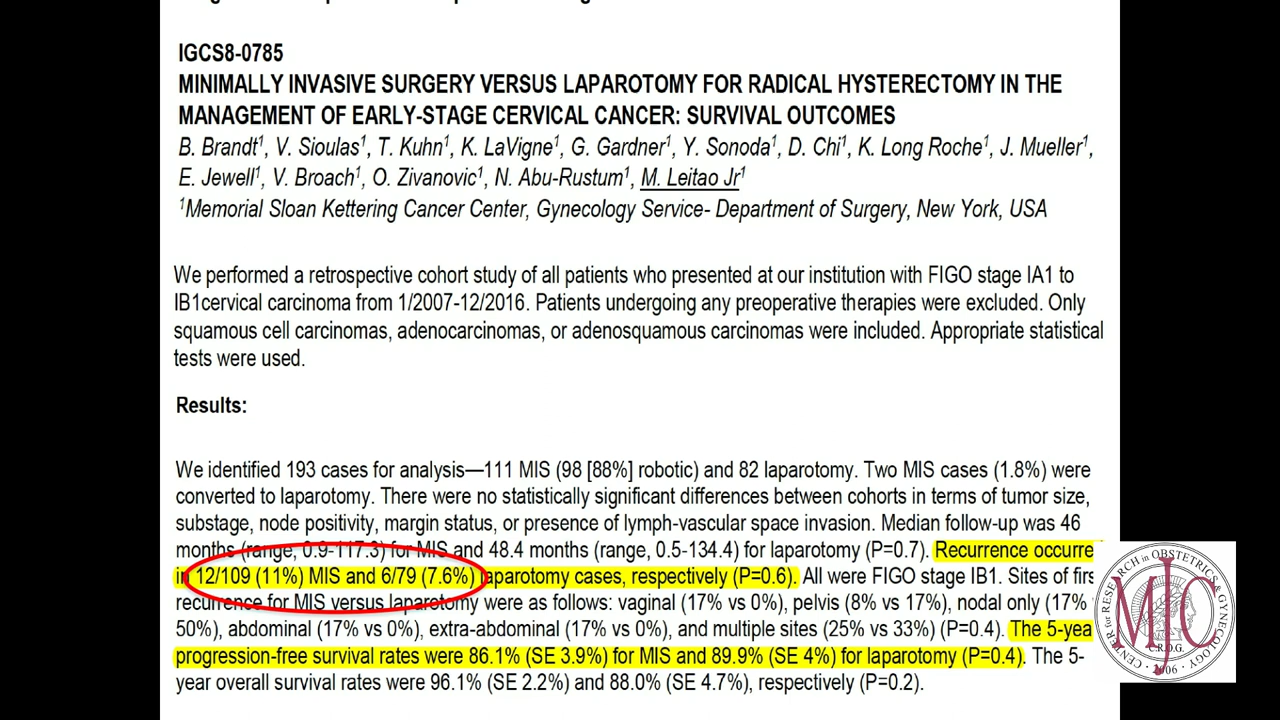 IGCS8-0785
MINIMALLY INVASIVE SURGERY VERSUS LAPAROTOMY FOR RADICAL HYSTERECTOMY IN THE
MANAGEMENT OF EARLY-STAGE CERVICAL CANCER: SURVIVAL OUTCOMES
B. Brandt¹, V. Sioulas¹, T. Kuhn¹, K. LaVigne¹, G. Gardner¹, Y. Sonoda¹, D. Chi¹, K. Long Roche¹, J. Mueller¹,
E. Jewell¹, V. Broach¹, O. Zivanovic¹, N. Abu-Rustum¹, M. Leitao Jr¹
¹Memorial Sloan Kettering Cancer Center, Gynecology Service- Department of Surgery, New York, USA
We performed a retrospective cohort study of all patients who presented at our institution with FIGO stage IA1 to
IB1cervical carcinoma from 1/2007-12/2016. Patients undergoing any preoperative therapies were excluded. Only
squamous cell carcinomas, adenocarcinomas, or adenosquamous carcinomas were included. Appropriate statistical
tests were used.
Results:
We identified 193 cases for analysis—111 MIS (98 [88%] robotic) and 82 laparotomy. Two MIS cases (1.8%) were
converted to laparotomy. There were no statistically significant differences between cohorts in terms of tumor size,
substage, node positivity, margin status, or presence of lymph-vascular space invasion. Median follow-up was 46
months (range, 0.9-117.3) for MIS and 48.4 months (range, 0.5-134.4) for laparotomy (P=0.7). Recurrence occurre
in 12/109 (11%) MIS and 6/79 (7.6%) laparotomy cases, respectively (P=0.6). All were FIGO stage IB1. Sites of firs
recurrence for MIS versus laparotomy were as follows: vaginal (17% vs 0%), pelvis (8% vs 17%), nodal only (17%
50%), abdominal (17% vs 0%), extra-abdominal (17% vs 0%), and multiple sites (25% vs 33%) (P=0.4). The 5-yea
progression-free survival rates were 86.1% (SE 3.9%) for MIS and 89.9% (SE 4%) for laparotomy (P=0.4). The 5-
year overall survival rates were 96.1% (SE 2.2%) and 88.0% (SE 4.7%), respectively (P=0.2).
CENTER for RESEARCH in OBSTETRICS & GYNECOLOGY
MJC
C.R.O.G.
2006